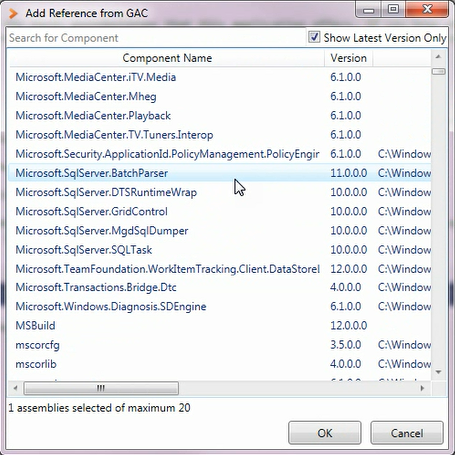 Add Reference from GAC
Search for Component
Show Latest Version Only
Component Name Version
Microsoft.MediaCenter.iTV.Media 6.1.0.0
Microsoft.MediaCenter.Mheg 6.1.0.0
Microsoft.MediaCenter.Playback 6.1.0.0
Microsoft.MediaCenter.TV.Tuners.Interop 6.1.0.0
Microsoft.Security.ApplicationId.PolicyManagement.PolicyEngir 6.1.0.0 C:\Window
Microsoft.SqlServer.BatchParser 11.0.0.0 C:\Window
Microsoft.SqlServer.DTSRuntimeWrap 10.0.0.0 C:\Window
Microsoft.SqlServer.GridControl 10.0.0.0 C:\Window
Microsoft.SqlServer.MgdSqlDumper 10.0.0.0 C:\Window
Microsoft.SqlServer.SQLTask 10.0.0.0 C:\Window
Microsoft.TeamFoundation.WorkItemTracking.Client.DataStorel 12.0.0.0 C:\Window
Microsoft.Transactions.Bridge.Dtc 4.0.0.0 C:\Window
Microsoft.Windows.Diagnosis.SDEngine 6.1.0.0 C:\Window
MSBuild 12.0.0.0
mscorcfg 3.5.0.0 C:\Window
mscorlib 4.0.0.0 C:\Window
1 assemblies selected of maximum 20
OK Cancel